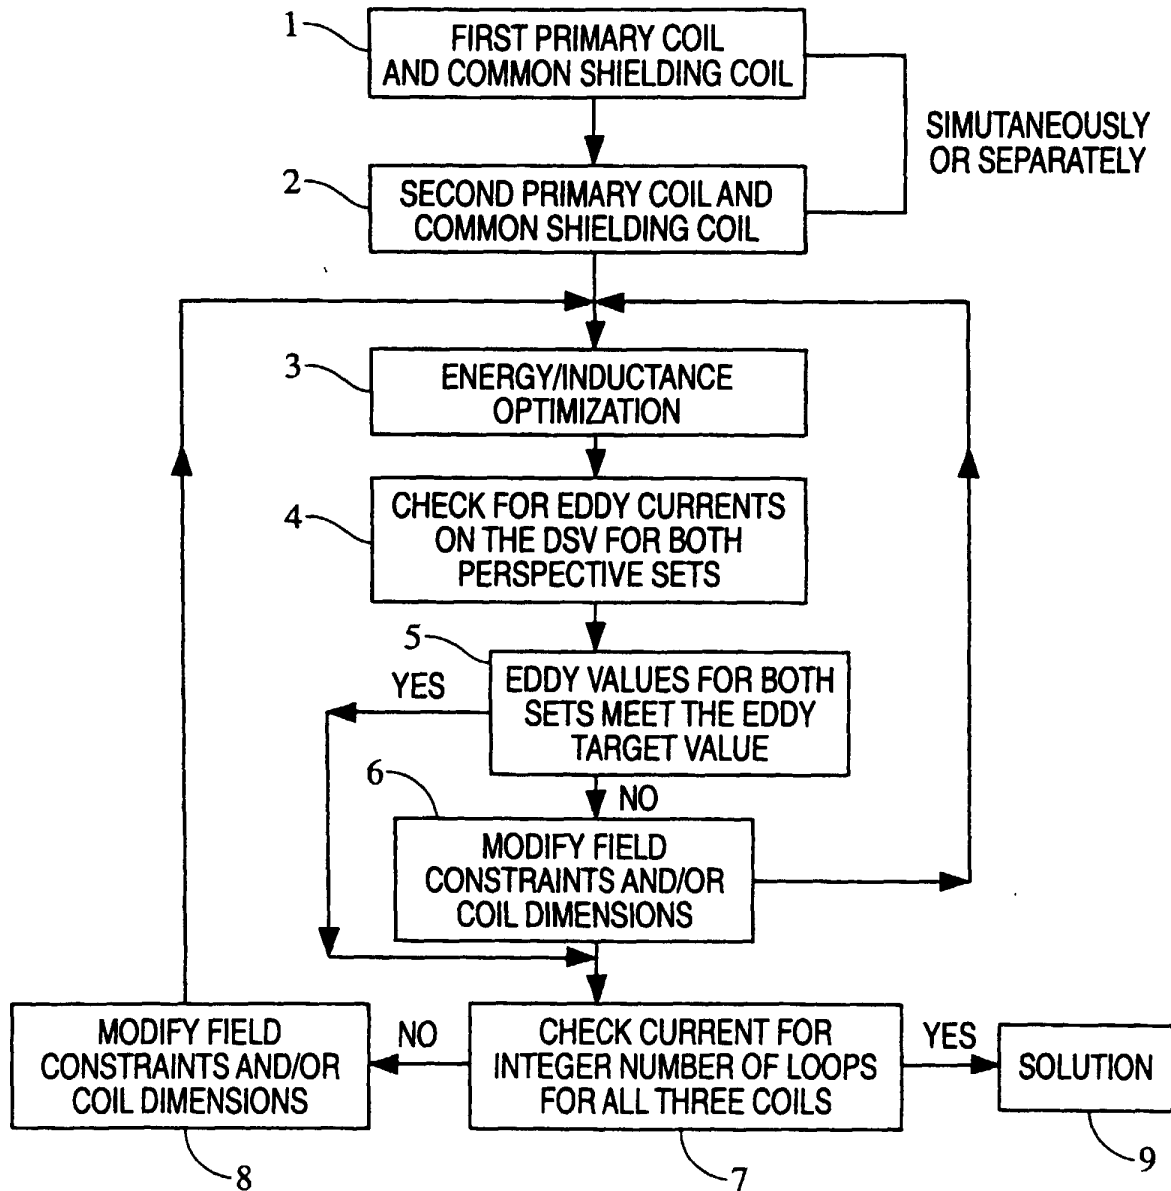 1
FIRST PRIMARY COIL
AND COMMON SHIELDING COIL
SIMUTANEOUSLY
OR SEPARATELY
2
SECOND PRIMARY COIL AND
COMMON SHIELDING COIL
3
ENERGY/INDUCTANCE
OPTIMIZATION
4
CHECK FOR EDDY CURRENTS
ON THE DSV FOR BOTH
PERSPECTIVE SETS
5
YES
EDDY VALUES FOR BOTH
SETS MEET THE EDDY
TARGET VALUE
6
NO
MODIFY FIELD
CONSTRAINTS AND/OR
COIL DIMENSIONS
MODIFY FIELD
CONSTRAINTS AND/OR
COIL DIMENSIONS
NO
CHECK CURRENT FOR
INTEGER NUMBER OF LOOPS
FOR ALL THREE COILS
YES
SOLUTION
8
7
9